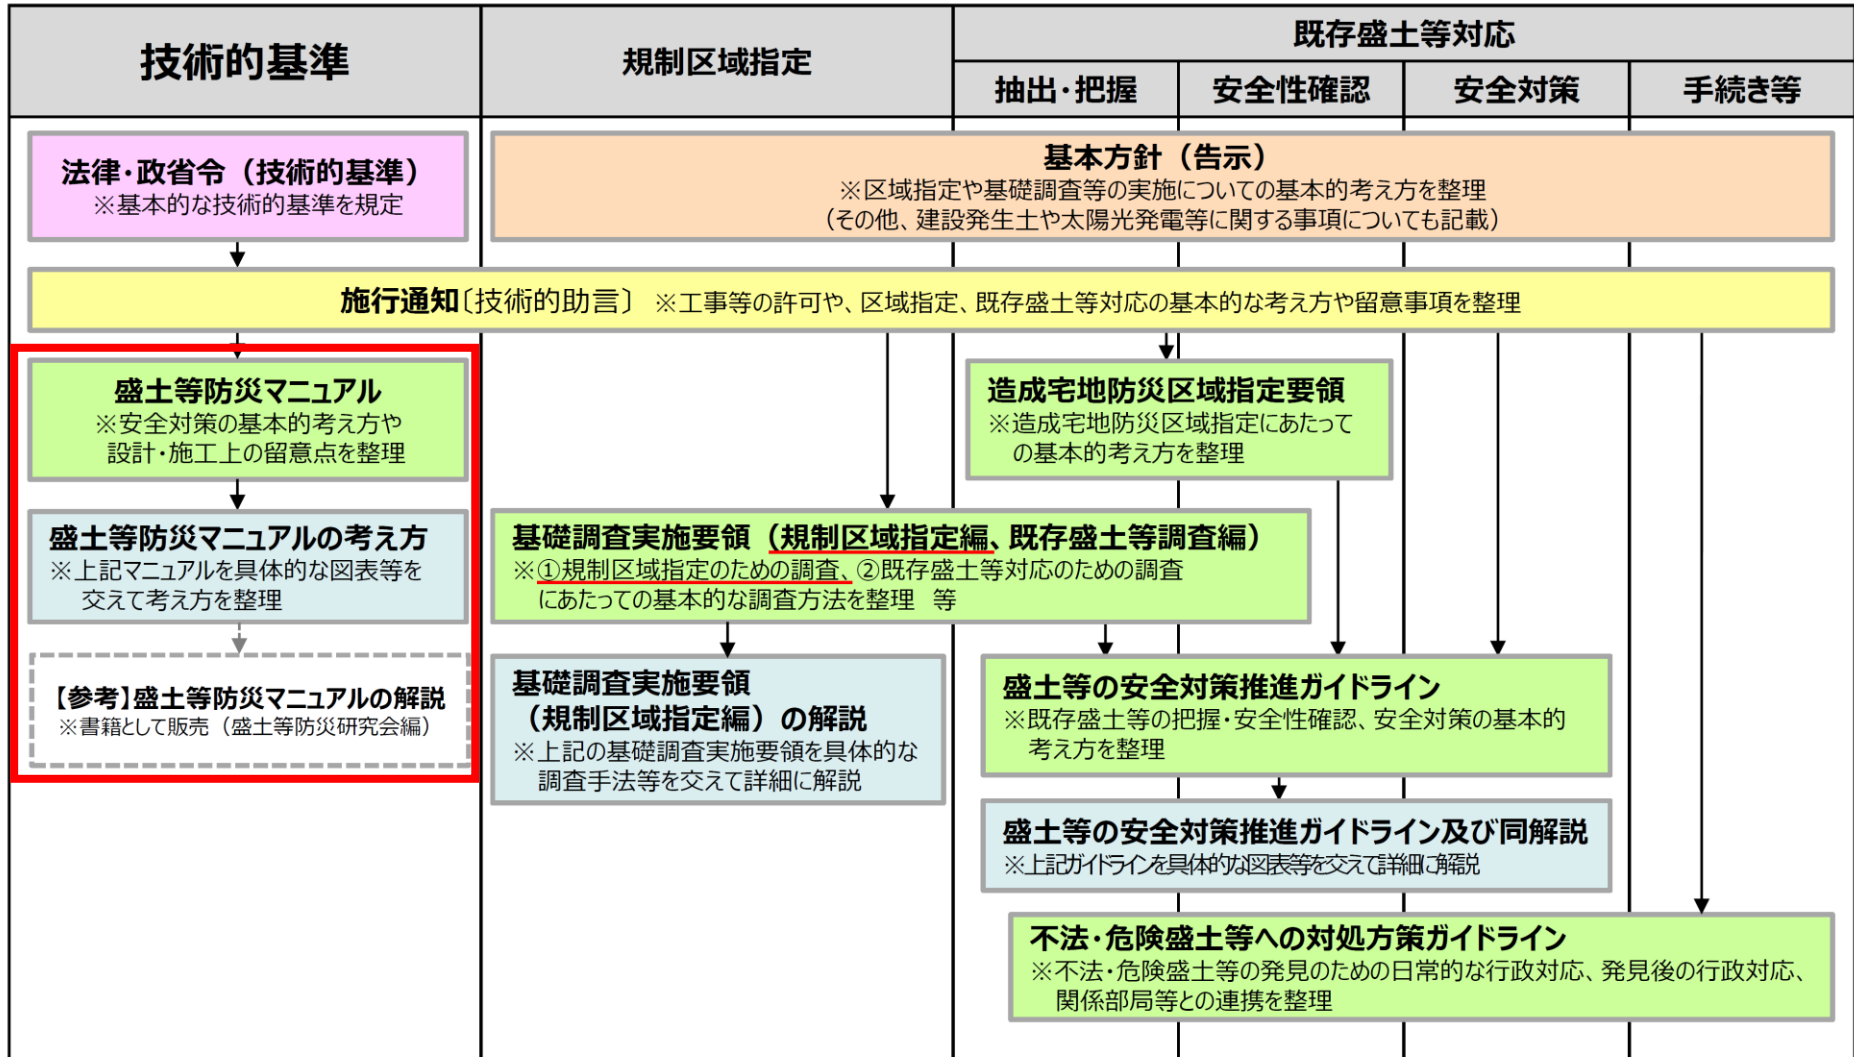 技術的基準
規制区域指定
既存盛土等対応
抽出・把握
安全性確認
安全対策
手続き等
法律・政省令（技術的基準）
※基本的な技術的基準を規定
基本方針（告示）
※区域指定や基礎調査等の実施についての基本的考え方を整理
（その他、建設発生土や太陽光発電等に関する事項についても記載）
施行通知〔技術的助言〕 ※工事等の許可や、区域指定、既存盛土等対応の基本的な考え方や留意事項を整理
盛土等防災マニュアル
※安全対策の基本的考え方や
設計・施工上の留意点を整理
盛土等防災マニュアルの考え方
※上記マニュアルを具体的な図表等を
交えて考え方を整理
【参考】盛土等防災マニュアルの解説
※書籍として販売（盛土等防災研究会編）
造成宅地防災区域指定要領
※造成宅地防災区域指定にあたって
の基本的考え方を整理
基礎調査実施要領（規制区域指定編、既存盛土等調査編）
※①規制区域指定のための調査、②既存盛土等対応のための調査
にあたっての基本的な調査方法を整理 等
基礎調査実施要領
（規制区域指定編）の解説
※上記の基礎調査実施要領を具体的な
調査手法等を交えて詳細に解説
盛土等の安全対策推進ガイドライン
※既存盛土等の把握・安全性確認、安全対策の基本的
考え方を整理
盛土等の安全対策推進ガイドライン及び同解説
※上記ガイドラインを具体的な図表等を交えて詳細に解説
不法・危険盛土等への対処方策ガイドライン
※不法・危険盛土等の発見のための日常的な行政対応、発見後の行政対応、
関係部局等との連携を整理